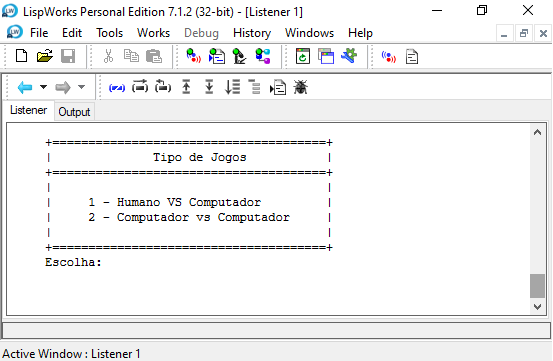 LispWorks Personal Edition 7.1.2 (32-bit) - [Listener 1]
File Edit Tools Works Debug History Windows Help
Listener Output
+======================================+
| Tipo de Jogos |
+======================================+
| |
| 1 - Humano VS Computador |
| 2 - Computador vs Computador |
| |
+======================================+
Escolha:
Active Window : Listener 1